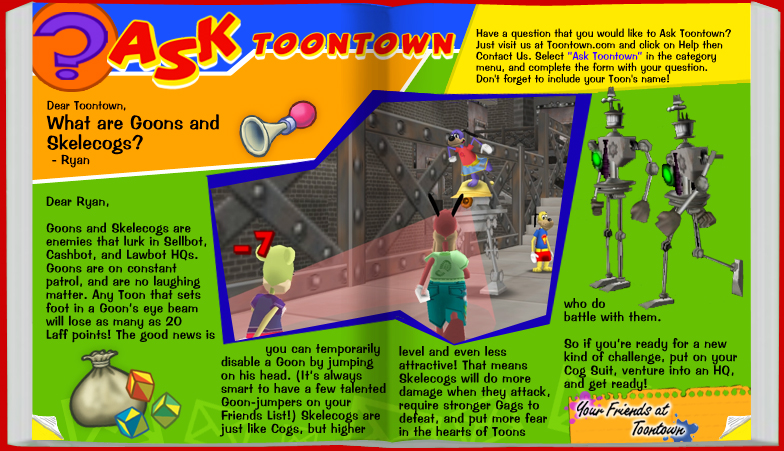 ASK TOONTOWN
Have a question that you would like to Ask Toontown?
Just visit us at Toontown.com and click on Help then
Contact Us. Select "Ask Toontown" in the category
menu, and complete the form with your question.
Don't forget to include your Toon's name!
Dear Toontown,
What are Goons and
Skelecogs?
- Ryan
Dear Ryan,
Goons and Skelecogs are
enemies that lurk in Sellbot,
Cashbot, and Lawbot HQs.
Goons are on constant
patrol, and are no laughing
matter. Any Toon that sets
foot in a Goon's eye beam
will lose as many as 20
Laff points! The good news is
-7
you can temporarily
disable a Goon by jumping
on his head. (It's always
smart to have a few talented
Goon-jumpers on your
Friends List!) Skelecogs are
just like Cogs, but higher
level and even less
attractive! That means
Skelecogs will do more
damage when they attack,
require stronger Gags to
defeat, and put more fear
in the hearts of Toons
who do
battle with them.
So if you're ready for a new
kind of challenge, put on your
Cog Suit, venture into an HQ,
and get ready!
Your Friends at
Toontown